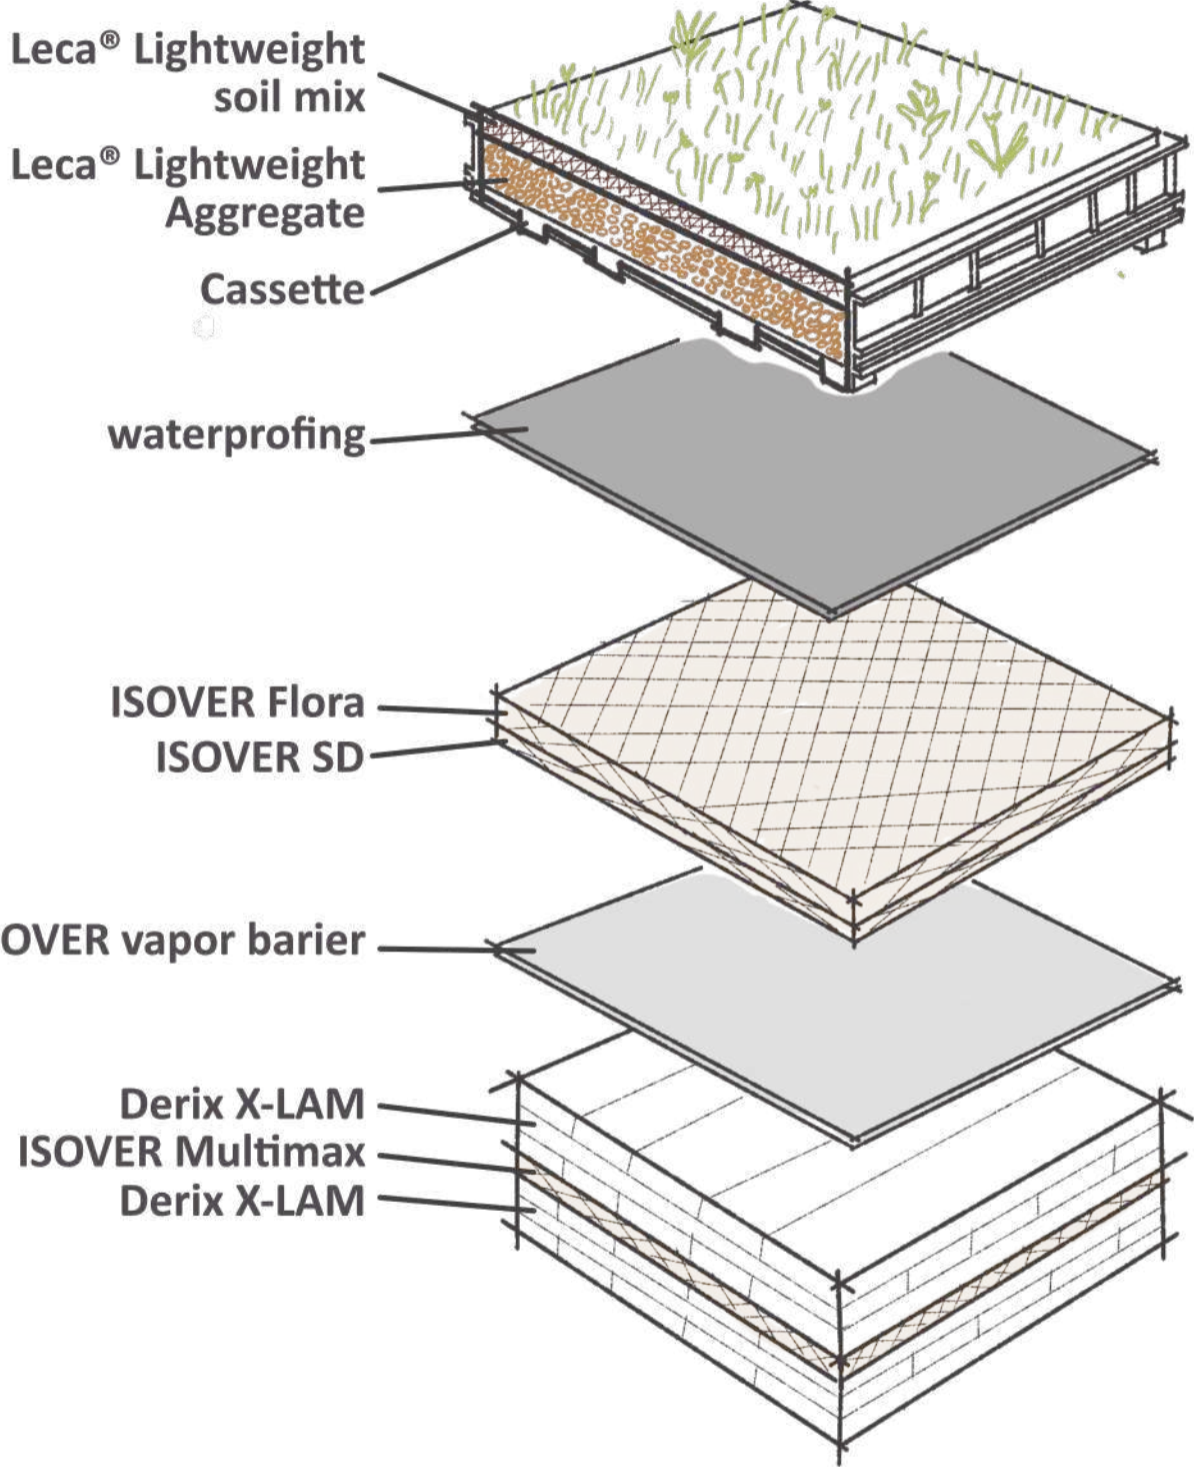 Leca® Lightweight
soil mix
Leca® Lightweight
Aggregate
Cassette
waterprofing
ISOVER Flora
ISOVER SD
OVER vapor barier
Derix X-LAM
ISOVER Multimax
Derix X-LAM